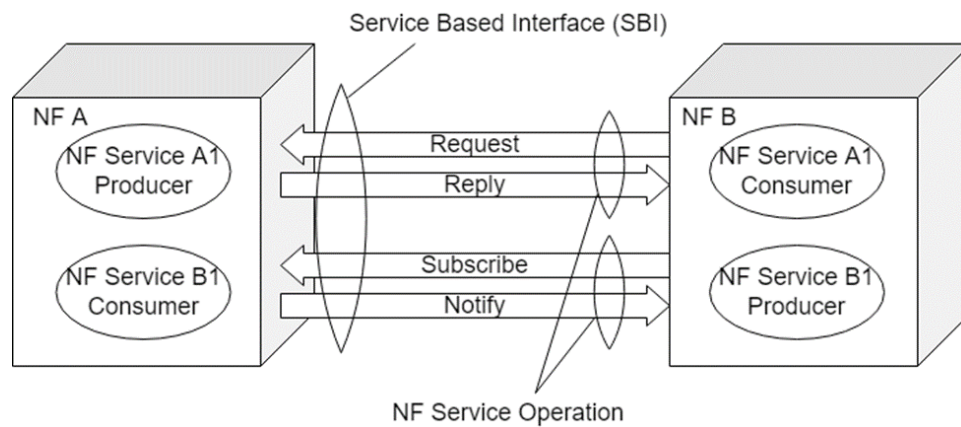 Service Based Interface (SBI)
NF A
NF B
NF Service A1
Producer
Request
Reply
NF Service A1
Consumer
NF Service B1
Consumer
Subscribe
Notify
NF Service B1
Producer
NF Service Operation